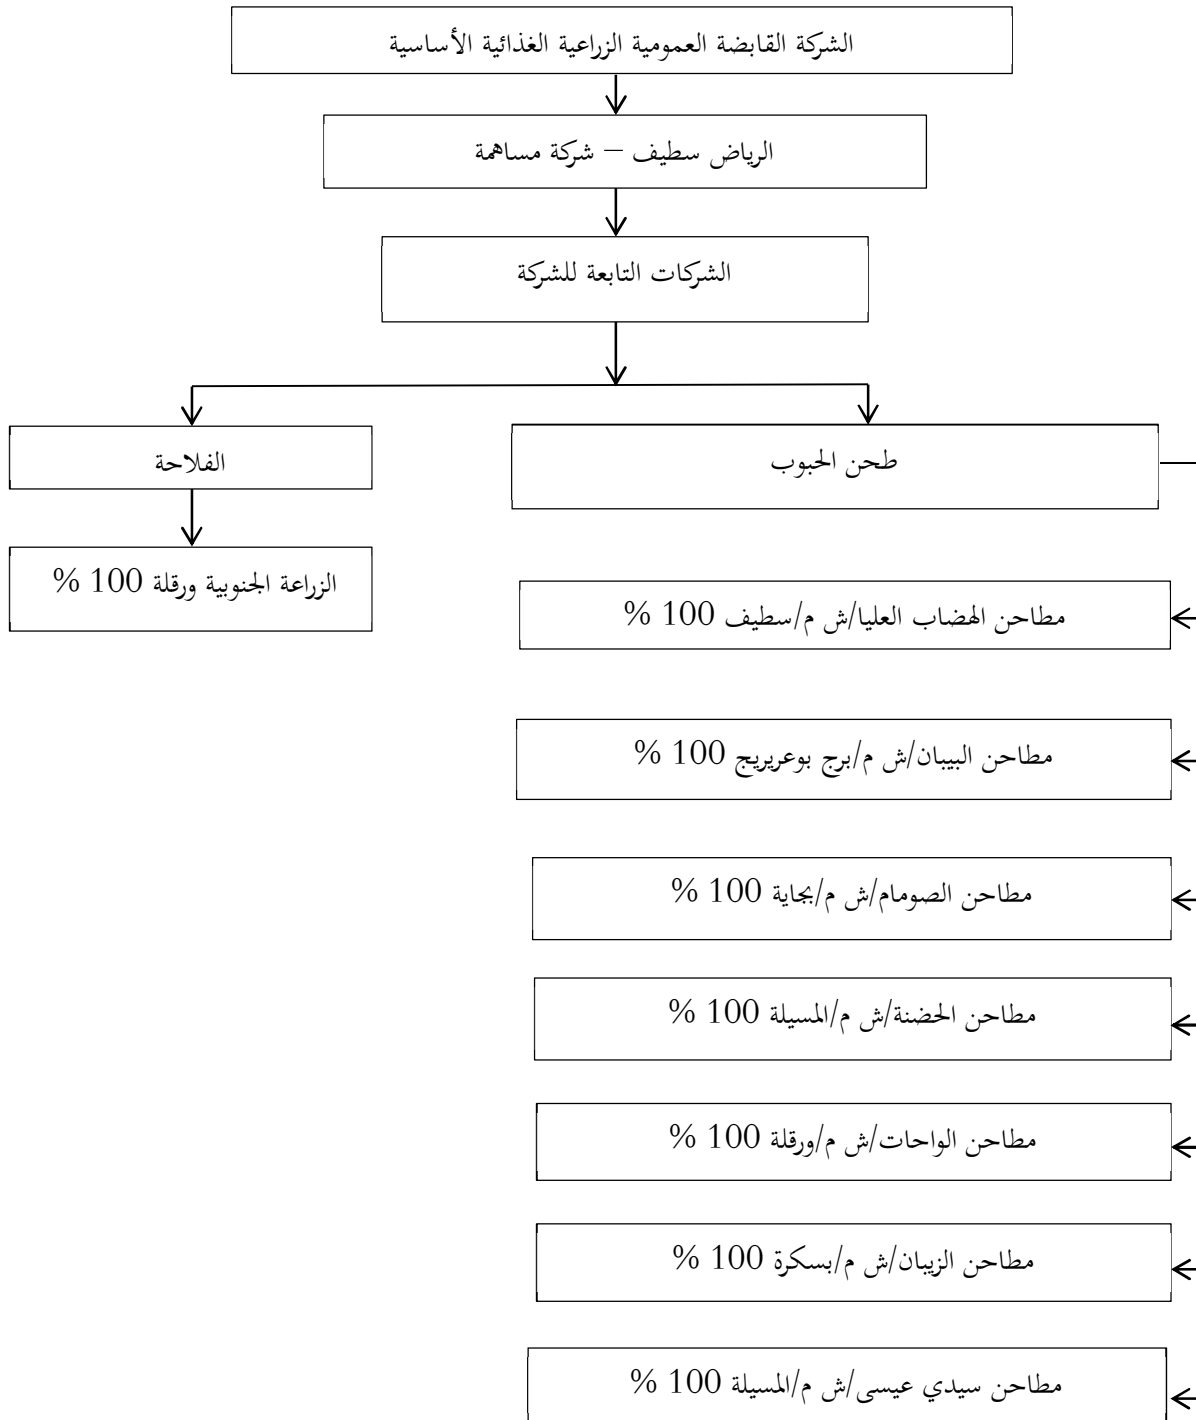 الشركة القابضة العمومية الزراعية الغذائية الأساسية
الرياض سطيف – شركة مساهمة
الشركات التابعة للشركة
طحن الحبوب
الفلاحة
الزراعة الجنوبية ورقلة 100 %
مطاحن الهضاب العليا/ش م/سطيف 100 %
مطاحن البيبان/ش م/برج بوعريريج 100 %
مطاحن الصومام/ش م/بجاية 100 %
مطاحن الحضنة/ش م/المسيلة 100 %
مطاحن الواحات/ش م/ورقلة 100 %
مطاحن الزيبان/ش م/بسكرة 100 %
مطاحن سيدي عيسى/ش م/المسيلة 100 %